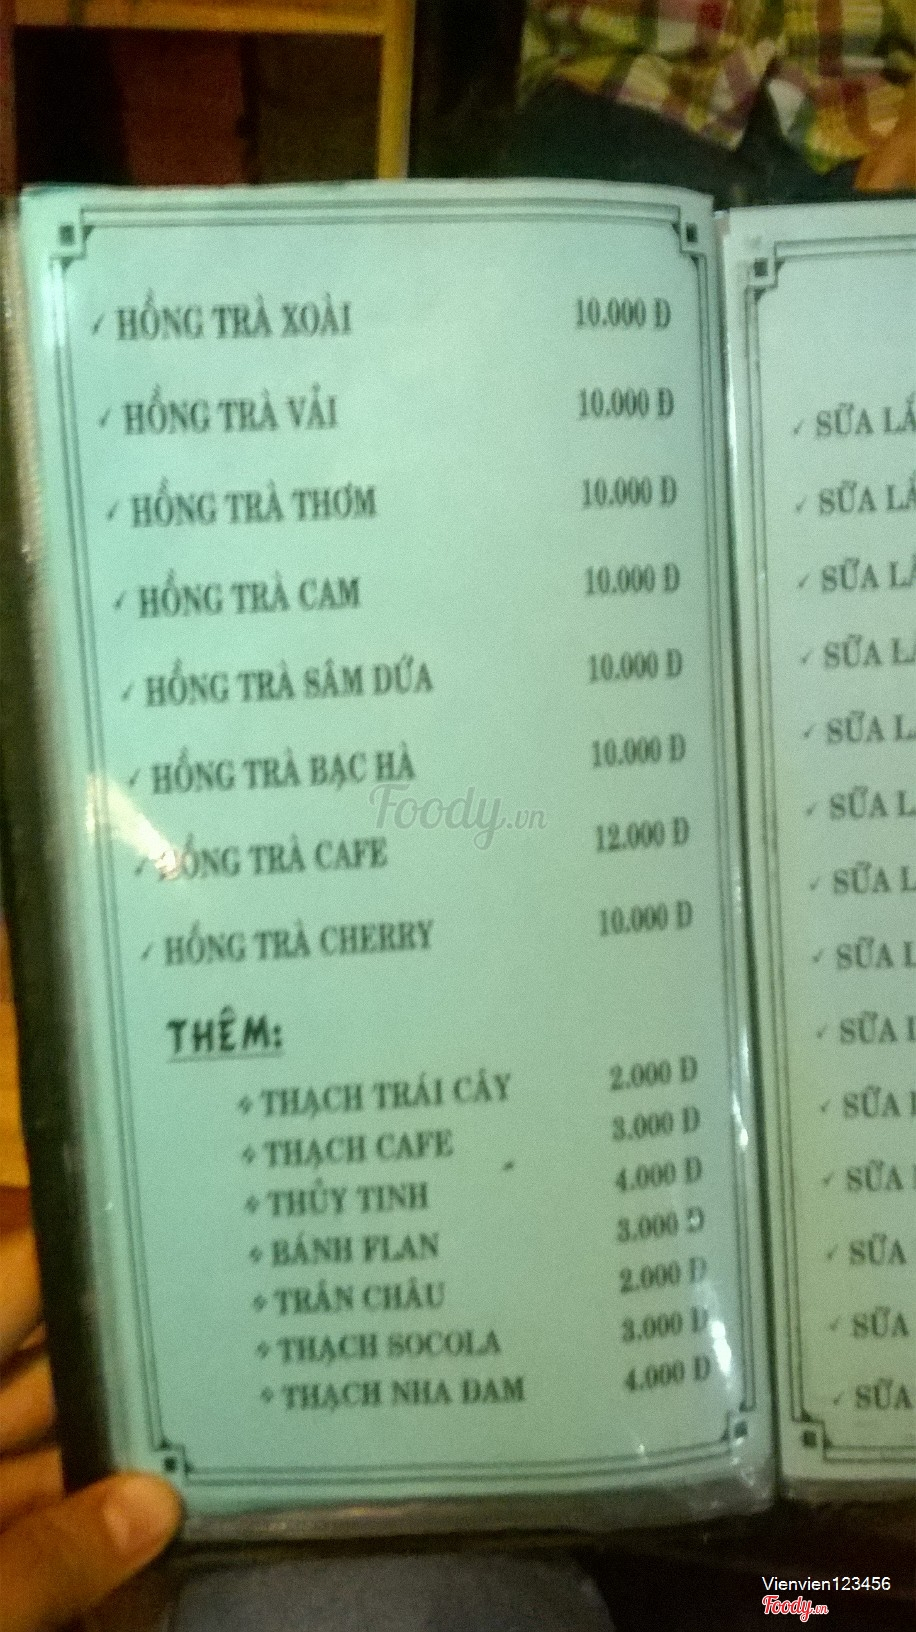 ✓ HỒNG TRÀ XOÀI 10.000 Đ
✓ HỒNG TRÀ VẢI 10.000 Đ
✓ HỒNG TRÀ THƠM 10.000 Đ
✓ HỒNG TRÀ CAM 10.000 Đ
✓ HỒNG TRÀ SÂM DỨA 10.000 Đ
✓ HỒNG TRÀ BẠC HÀ 10.000 Đ
Foody.vn
✓ HỒNG TRÀ CAFE 12.000 Đ
✓ HỒNG TRÀ CHERRY 10.000 Đ
THÊM:
❖ THẠCH TRÁI CÂY 2.000 Đ
❖ THẠCH CAFE 3.000 Đ
❖ THỦY TINH 4.000 Đ
❖ BÁNH FLAN 3.000 Đ
❖ TRÂN CHÂU 2.000 Đ
❖ THẠCH SOCOLA 3.000 Đ
❖ THẠCH NHA ĐAM 4.000 Đ
✓ SỮA
✓ SỮA
✓ SỮA
✓ SỮA
✓ SỮA
✓ SỮA
✓ SỮA
✓ SỮA
✓ SỮA
✓ SỮA
✓ SỮA
✓ SỮA
✓ SỮA
✓ SỮA
Vienvien123456
Foody.vn